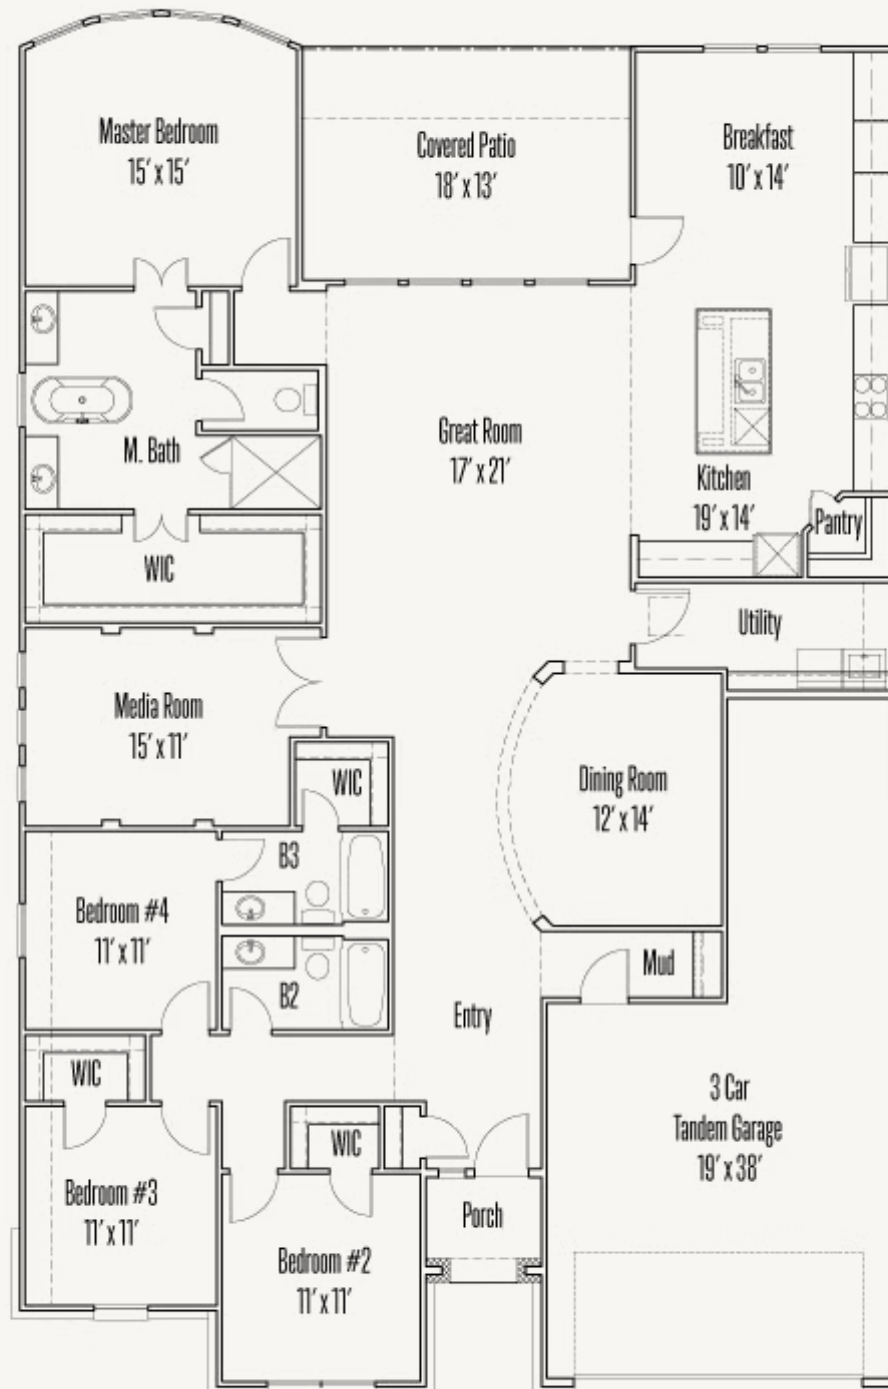 Master Bedroom
15' x 15'
Covered Patio
18' x 13'
Breakfast
10' x 14'
Great Room
17' x 21'
M. Bath
Kitchen
19' x 14'
Pantry
WIC
Utility
Media Room
15' x 11'
WIC
Dining Room
12' x 14'
B3
Bedroom #4
11' x 11'
B2
Mud
Entry
WIC
3 Car
Tandem Garage
19' x 38'
WIC
Bedroom #3
11' x 11'
Porch
Bedroom #2
11' x 11'